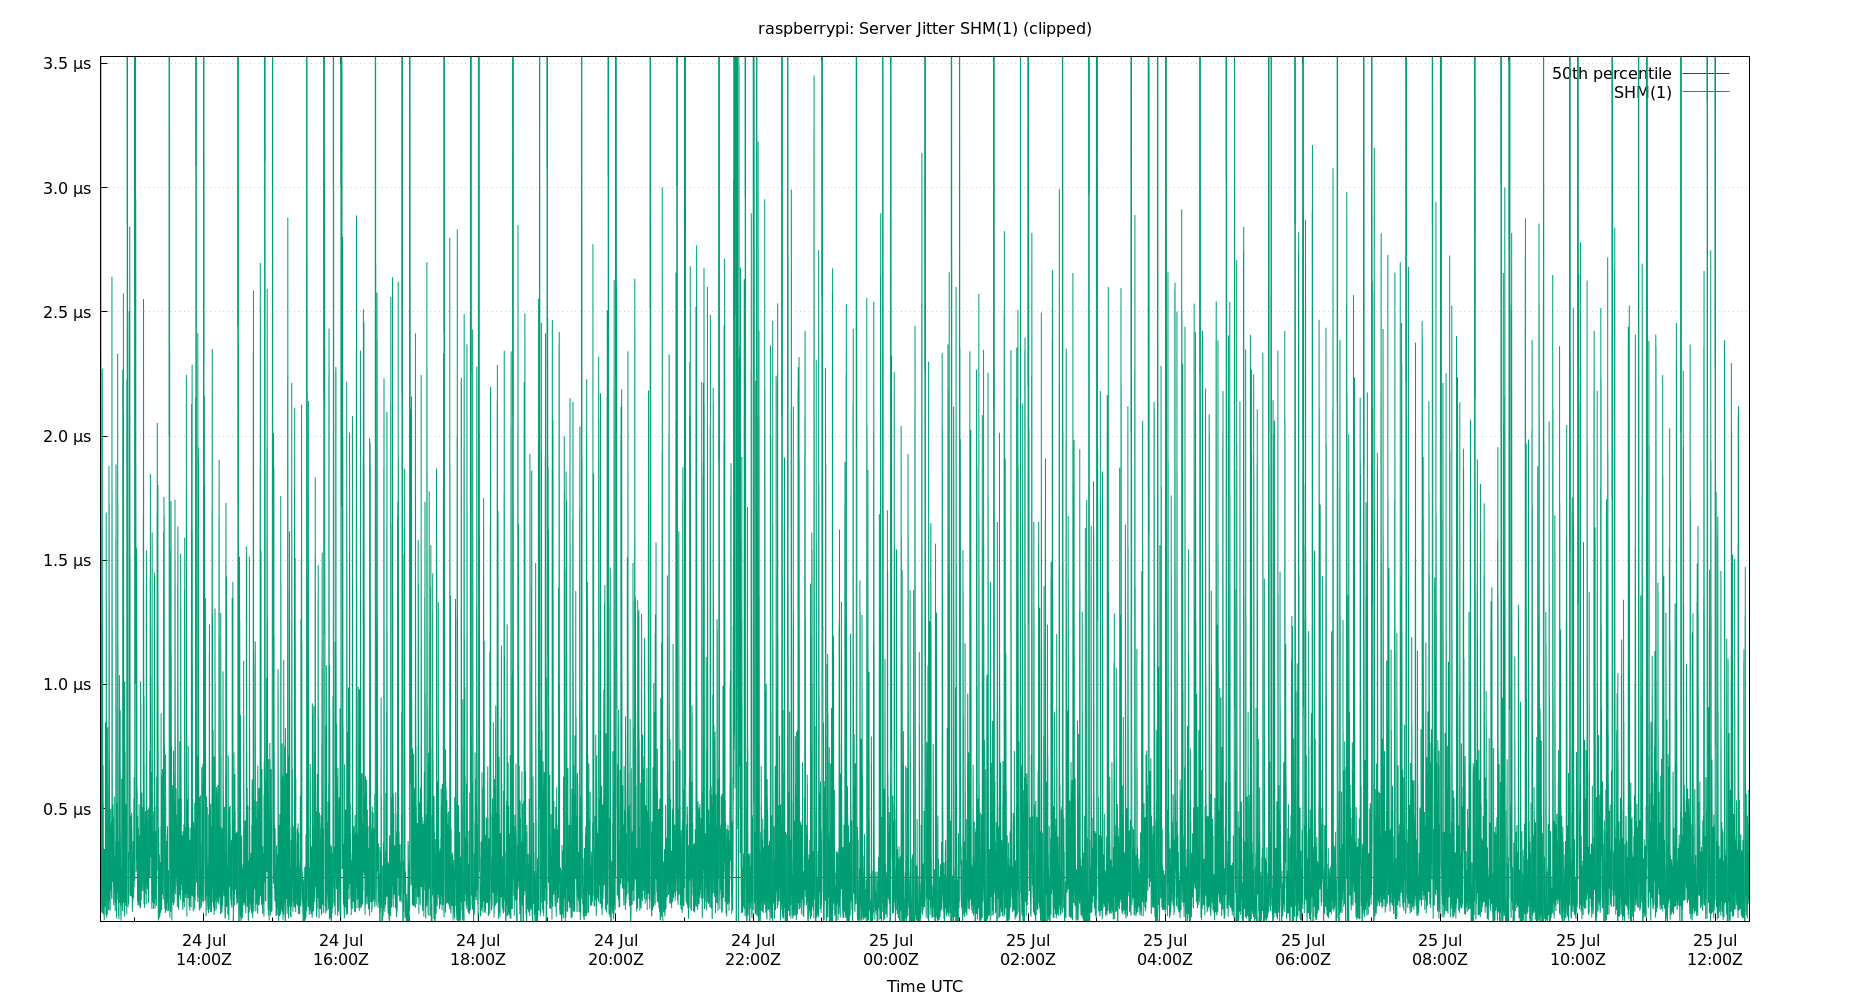 raspberrypi: Server Jitter SHM(1) (clipped)
3.5 µs
50th percentile
SHM(1)
3.0 µs
2.5 µs
2.0 µs
1.5 µs
1.0 µs
0.5 µs
24 Jul 24 Jul 24 Jul 24 Jul 24 Jul 25 Jul 25 Jul 25 Jul 25 Jul 25 Jul 25 Jul 25 Jul
14:00Z 16:00Z 18:00Z 20:00Z 22:00Z 00:00Z 02:00Z 04:00Z 06:00Z 08:00Z 10:00Z 12:00Z
Time UTC